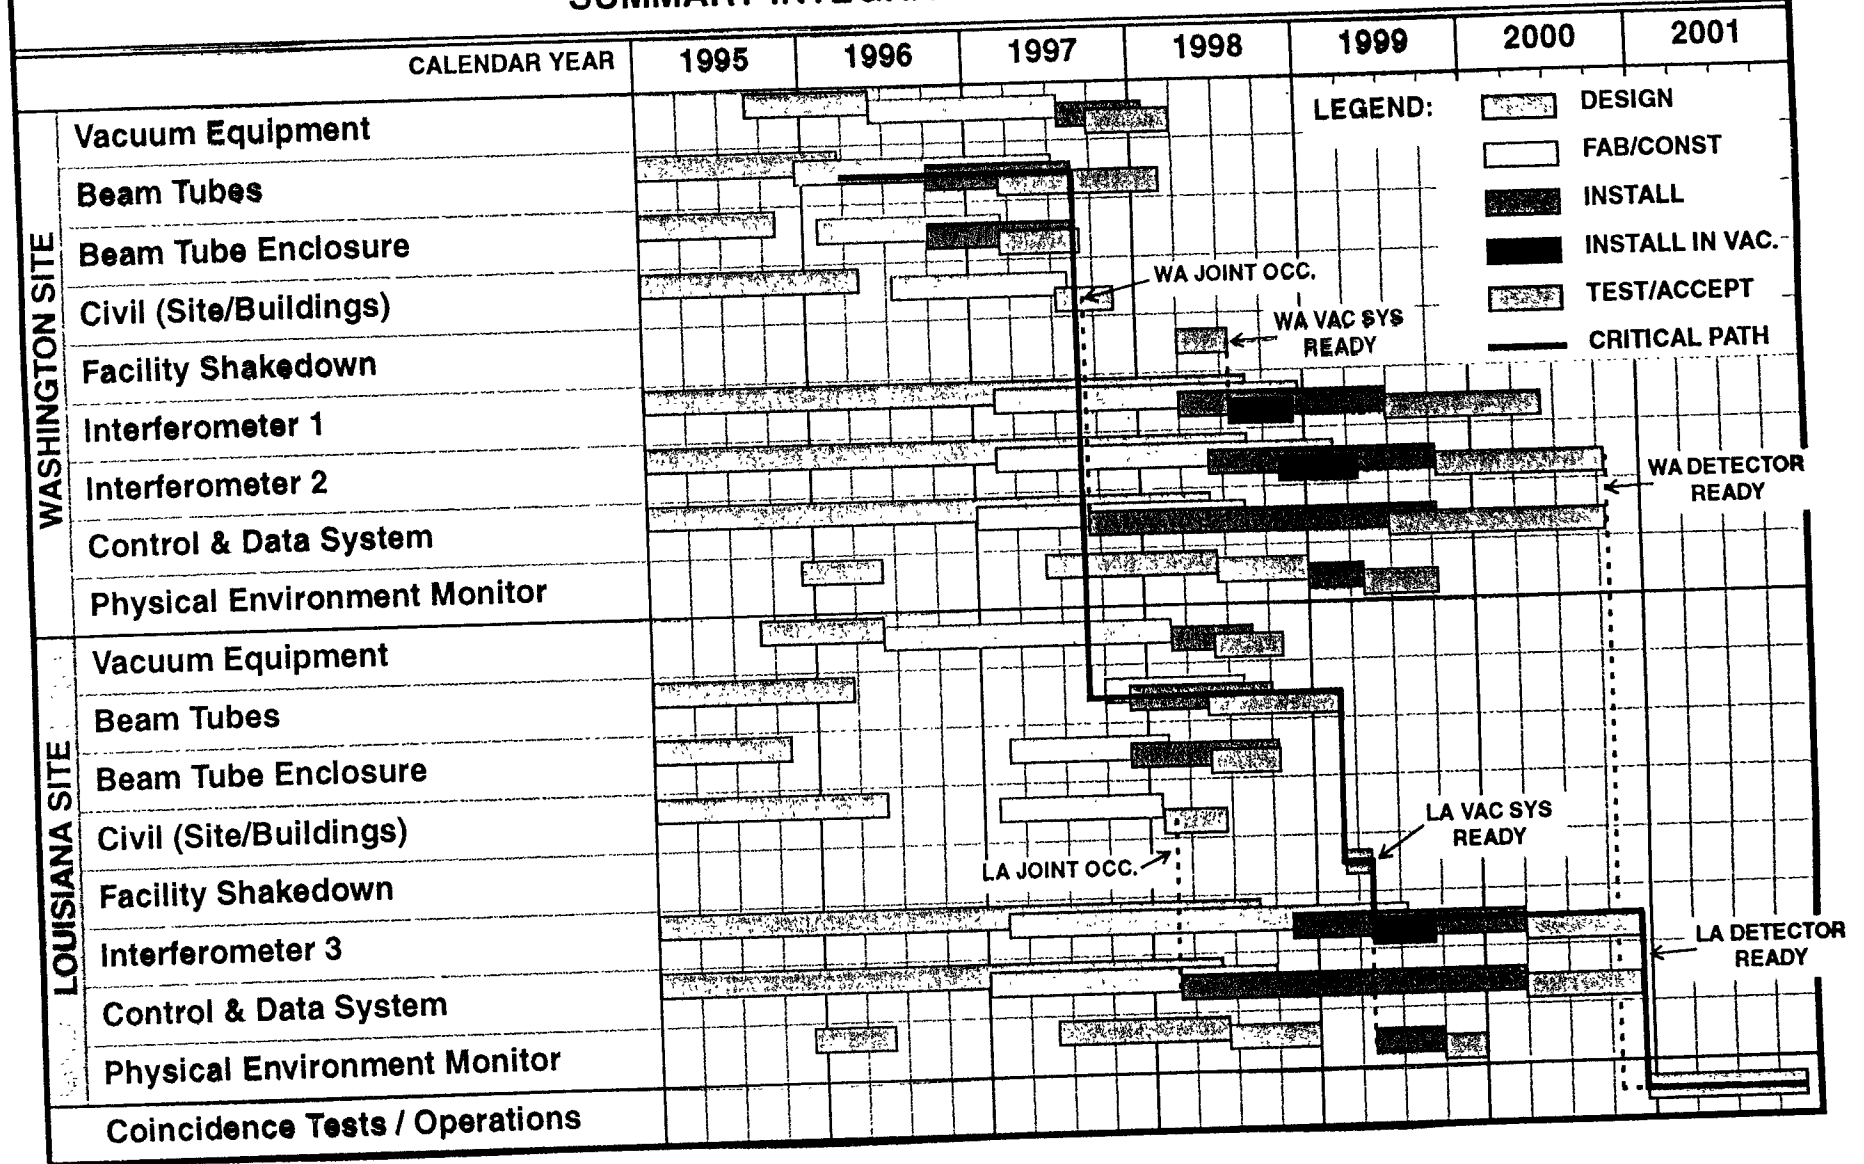 CALENDAR YEAR 1995 1996 1997 1998 1999 2000 2001
LEGEND:
DESIGN
FAB/CONST
INSTALL
INSTALL IN VAC.
TEST/ACCEPT
CRITICAL PATH
WASHINGTON SITE
Vacuum Equipment
Beam Tubes
Beam Tube Enclosure
Civil (Site/Buildings)
WA JOINT OCC.
Facility Shakedown
WA VAC SYS
READY
Interferometer 1
Interferometer 2
WA DETECTOR
READY
Control & Data System
Physical Environment Monitor
LOUISIANA SITE
Vacuum Equipment
Beam Tubes
Beam Tube Enclosure
Civil (Site/Buildings)
LA JOINT OCC.
LA VAC SYS
READY
Facility Shakedown
Interferometer 3
LA DETECTOR
READY
Control & Data System
Physical Environment Monitor
Coincidence Tests / Operations